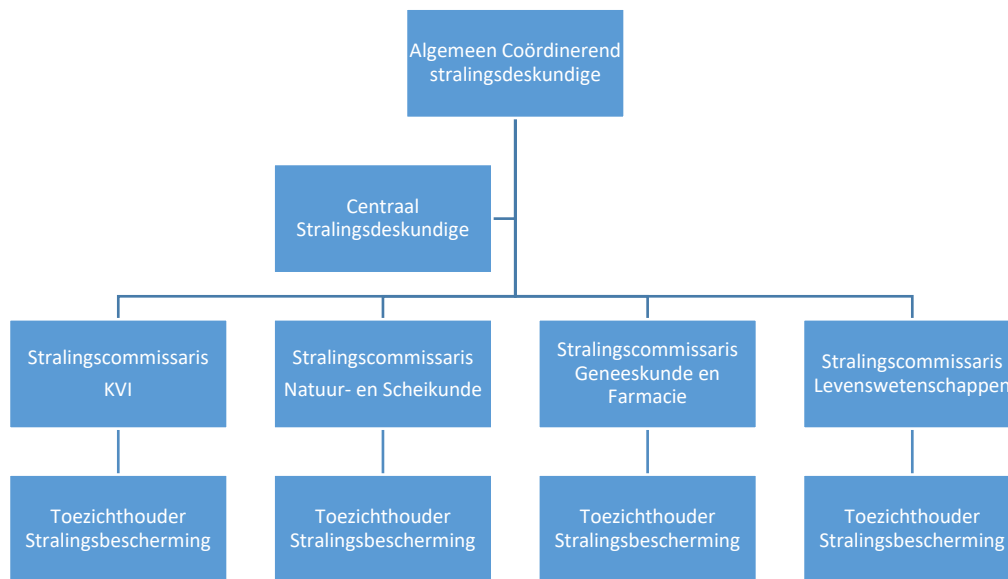 Algemeen Coördinerend
stralingsdeskundige
Centraal
Stralingsdeskundige
Stralingscommissaris
KVI
Stralingscommissaris
Natuur- en Scheikunde
Stralingscommissaris
Geneeskunde en
Farmacie
Stralingscommissaris
Levenswetenschappen
Toezichthouder
Stralingsbescherming
Toezichthouder
Stralingsbescherming
Toezichthouder
Stralingsbescherming
Toezichthouder
Stralingsbescherming